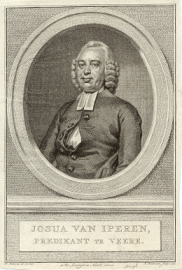 JOSUA VAN IPEREN,
PREDIKANT TE VEERE.